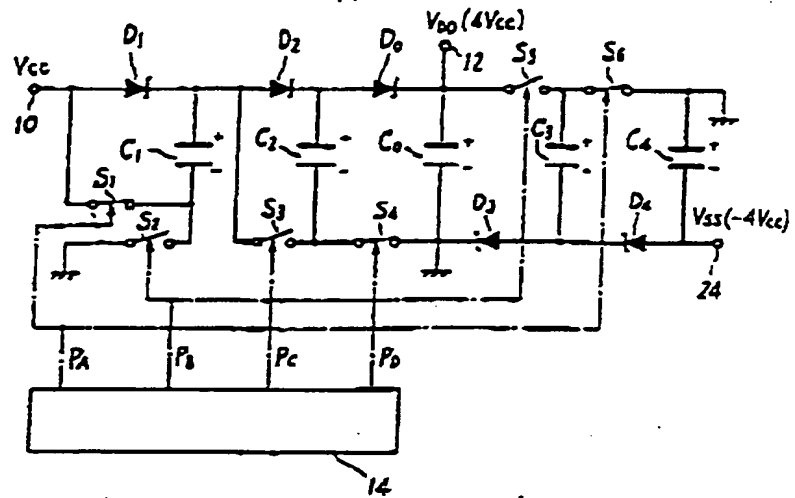 VDD (4Vcc)
D1
D2
D0
12
S5
S6
Vcc
10
C1
+
-
C2
+
-
C0
+
-
C3
+
-
C4
+
-
S1
S2
S3
S4
D3
D4
VSS (-4Vcc)
24
PA
PB
PC
PD
14